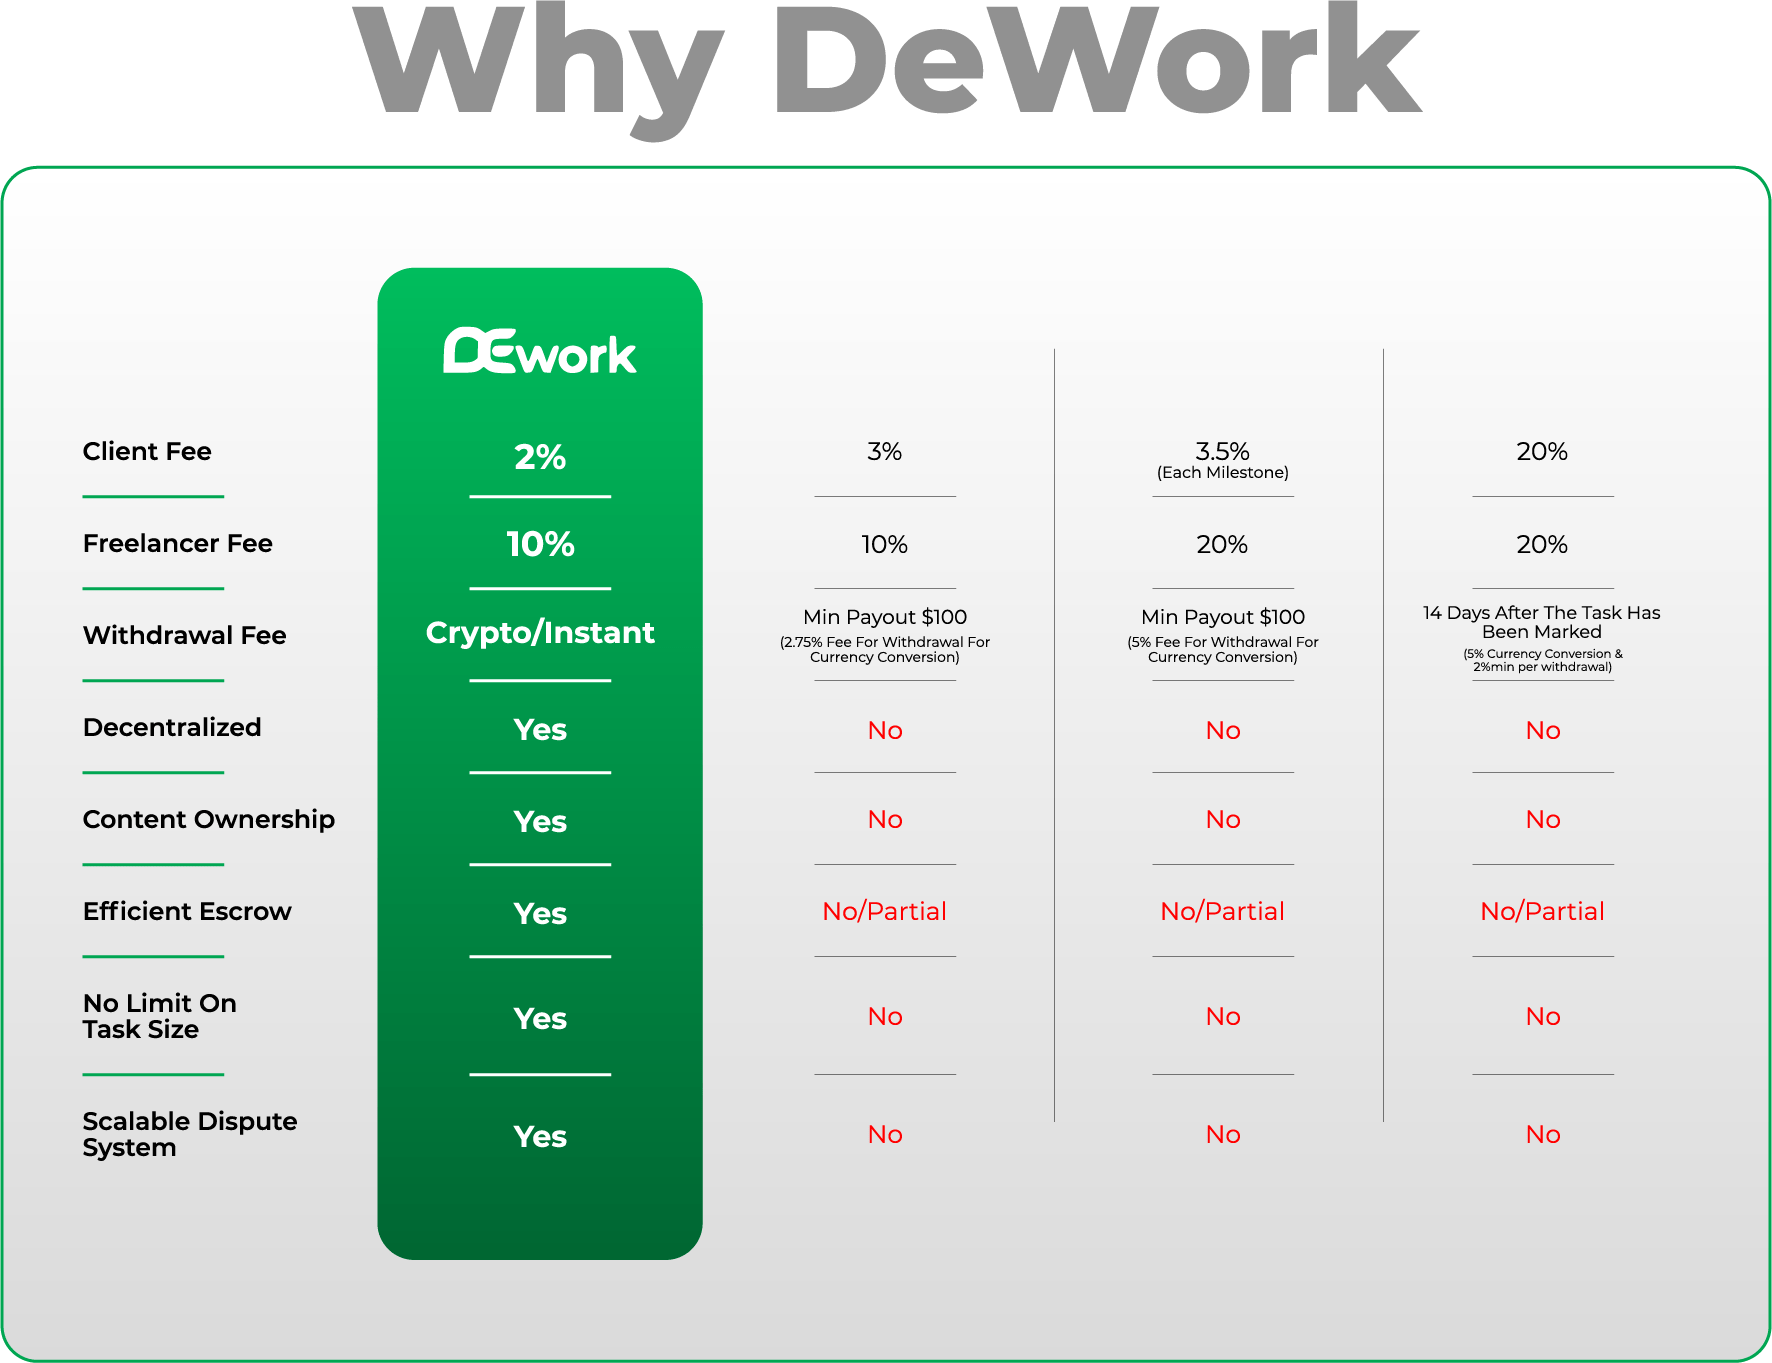 Why DeWork
DEwork
Client Fee
2%
3%
3.5%
(Each Milestone)
20%
Freelancer Fee
10%
10%
20%
20%
Withdrawal Fee
Crypto/Instant
Min Payout $100
(2.75% Fee For Withdrawal For
Currency Conversion)
Min Payout $100
(5% Fee For Withdrawal For
Currency Conversion)
14 Days After The Task Has
Been Marked
(5% Currency Conversion &
2%min per withdrawal)
Decentralized
Yes
No
No
No
Content Ownership
Yes
No
No
No
Efficient Escrow
Yes
No/Partial
No/Partial
No/Partial
No Limit On
Task Size
Yes
No
No
No
Scalable Dispute
System
Yes
No
No
No